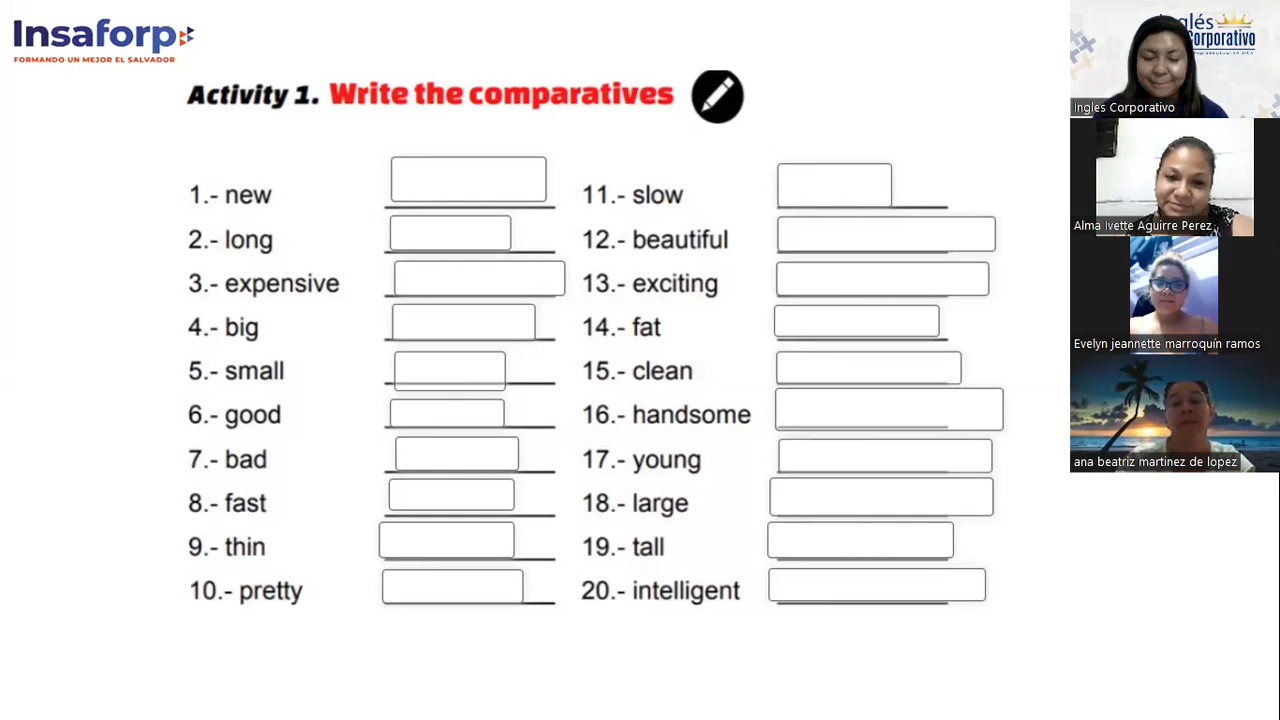 Insaforp
FORMANDO UN MEJOR EL SALVADOR
Activity 1. Write the comparatives
1.- new
2.- long
3.- expensive
4.- big
5.- small
6.- good
7.- bad
8.- fast
9.- thin
10.- pretty
11.- slow
12.- beautiful
13.- exciting
14.- fat
15.- clean
16.- handsome
17.- young
18.- large
19.- tall
20.- intelligent
Inglés
Corporativo
Ingles Corporativo
Alma Ivette Aguirre Perez
Evelyn jeannette marroquín ramos
ana beatriz martinez de lopez